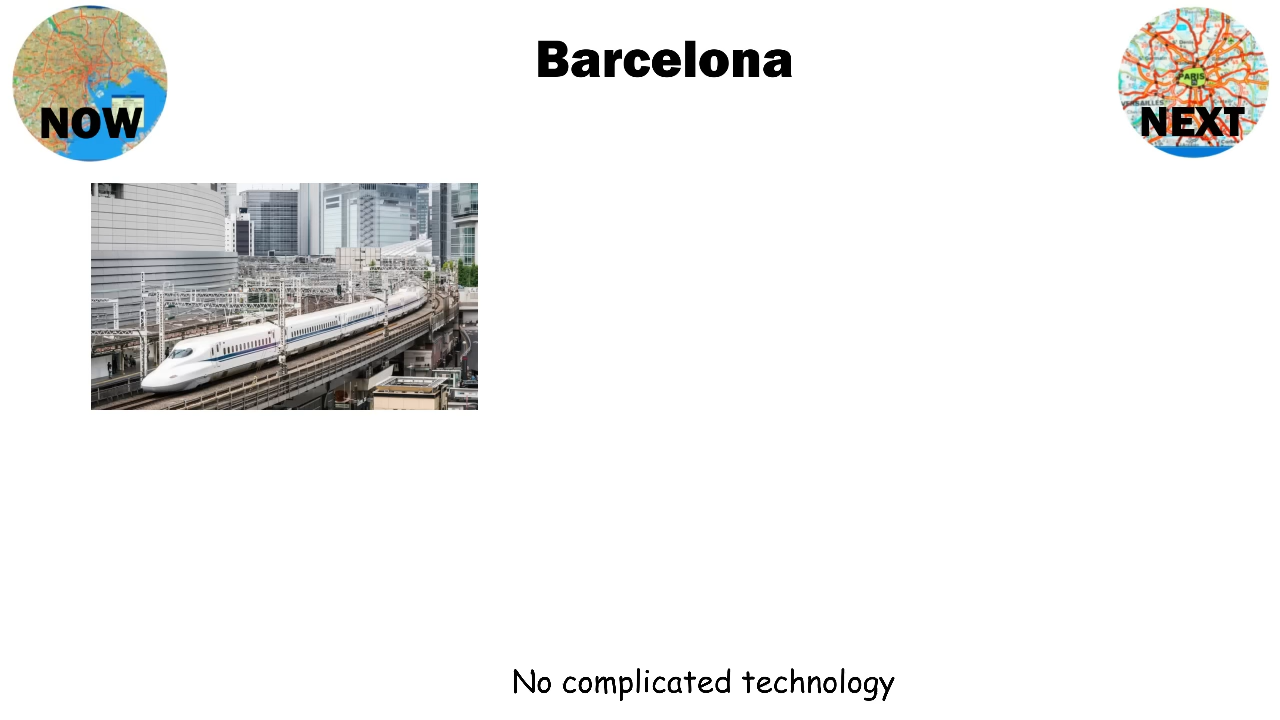 Barcelona
NOW
PARIS
VERSAILLES
NEXT
No complicated technology